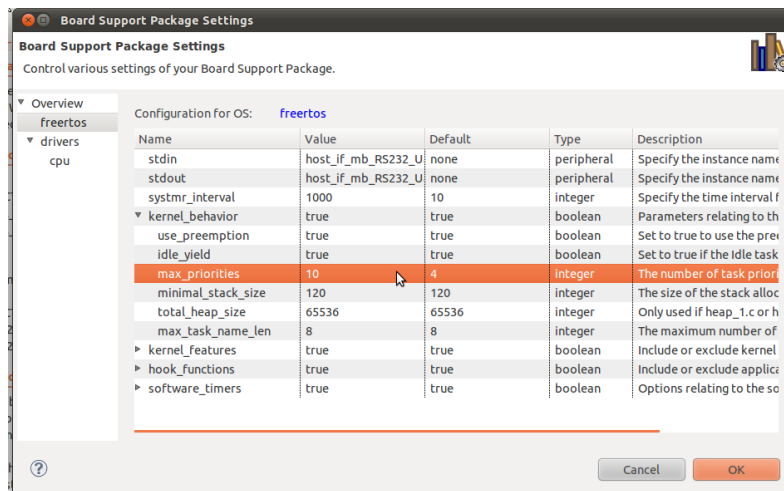 Board Support Package Settings
Board Support Package Settings
Control various settings of your Board Support Package.
Overview
freertos
drivers
cpu
Configuration for OS: freertos
Name Value Default Type Description
stdin host_if_mb_RS232_U none peripheral Specify the instance name
stdout host_if_mb_RS232_U none peripheral Specify the instance name
systmr_interval 1000 10 integer Specify the time interval f
kernel_behavior true true boolean Parameters relating to th
use_preemption true true boolean Set to true to use the pree
idle_yield true true boolean Set to true if the Idle task
max_priorities 10 4 integer The number of task priori
minimal_stack_size 120 120 integer The size of the stack alloc
total_heap_size 65536 65536 integer Only used if heap_1.c or h
max_task_name_len 8 8 integer The maximum number of
kernel_features true true boolean Include or exclude kernel
hook_functions true true boolean Include or exclude applica
software_timers true true boolean Options relating to the so
Cancel OK